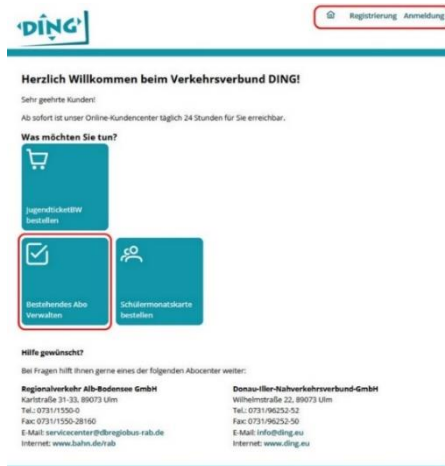 DING
Registrierung Anmeldung
Herzlich Willkommen beim Verkehrsverbund DING!
Sehr geehrte Kunden!
Ab sofort ist unser Online-Kundencenter täglich 24 Stunden für Sie erreichbar.
Was möchten Sie tun?
JugendticketBW
bestellen
Bestehendes Abo
Verwalten
Schülermonatskarte
bestellen
Hilfe gewünscht?
Bei Fragen hilft Ihnen gerne eines der folgenden Abocenter weiter:
Regionalverkehr Alb-Bodensee GmbH
Karlstraße 31-33, 89073 Ulm
Tel.: 0731/1550-0
Fax: 0731/1550-28160
E-Mail: servicecenter@dbregiobus-rab.de
Internet: www.bahn.de/rab
Donau-Iller-Nahverkehrsverbund-GmbH
Wilhelmstraße 22, 89073 Ulm
Tel.: 0731/96252-52
Fax: 0731/96252-50
E-Mail: info@ding.eu
Internet: www.ding.eu